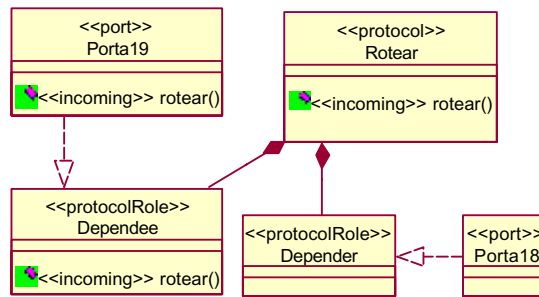 <<port>>
Porta19
<<incoming>> rotear()
<<protocol>>
Rotear
<<incoming>> rotear()
<<protocolRole>>
Dependee
<<incoming>> rotear()
<<protocolRole>>
Depender
<<port>>
Porta18